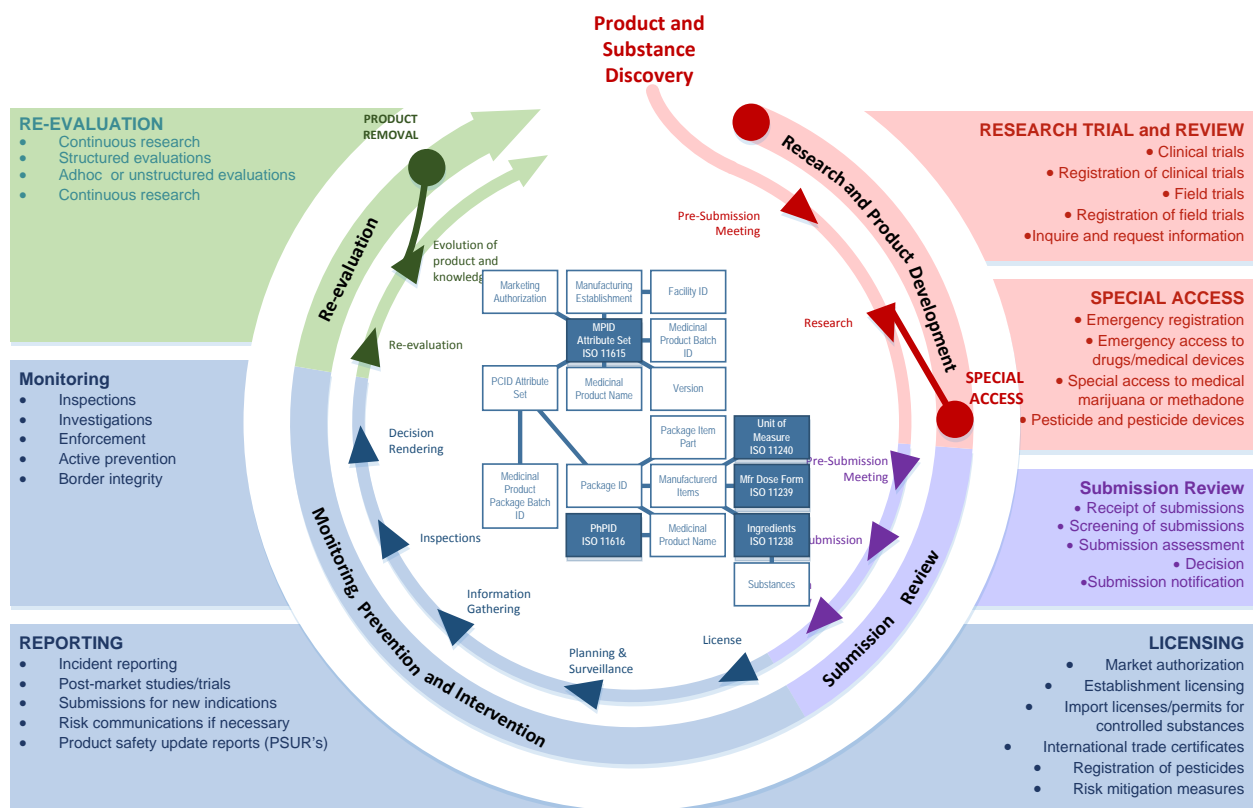 Product and
Substance
Discovery
RE-EVALUATION
• Continuous research
• Structured evaluations
• Adhoc or unstructured evaluations
• Continuous research
Monitoring
• Inspections
• Investigations
• Enforcement
• Active prevention
• Border integrity
REPORTING
• Incident reporting
• Post-market studies/trials
• Submissions for new indications
• Risk communications if necessary
• Product safety update reports (PSUR's)
RESEARCH TRIAL and REVIEW
• Clinical trials
• Registration of clinical trials
• Field trials
• Registration of field trials
• Inquire and request information
SPECIAL ACCESS
• Emergency registration
• Emergency access to
drugs/medical devices
• Special access to medical
marijuana or methadone
• Pesticide and pesticide devices
Submission Review
• Receipt of submissions
• Screening of submissions
• Submission assessment
• Decision
• Submission notification
LICENSING
• Market authorization
• Establishment licensing
• Import licenses/permits for
controlled substances
• International trade certificates
• Registration of pesticides
• Risk mitigation measures
PRODUCT
REMOVAL
Re-evaluation
Research and Product Development
Submission Review
Monitoring, Prevention and Intervention
SPECIAL
ACCESS
Pre-Submission
Meeting
Research
Pre-Submission
Meeting
ubmission
License
Planning &
Surveillance
Information
Gathering
Inspections
Decision
Rendering
Re-evaluation
Evolution of
product and
knowledg
Marketing
Authorization
Manufacturing
Establishment
Facility ID
MPID
Attribute Set
ISO 11615
Medicinal
Product Batch
ID
PCID Attribute
Set
Medicinal
Product Name
Version
Package Item
Part
Unit of
Measure
ISO 11240
Medicinal
Product
Package Batch
ID
Package ID
Manufactured
Items
Mfr Dose Form
ISO 11239
PhPID
ISO 11616
Medicinal
Product Name
Ingredients
ISO 11238
Substances